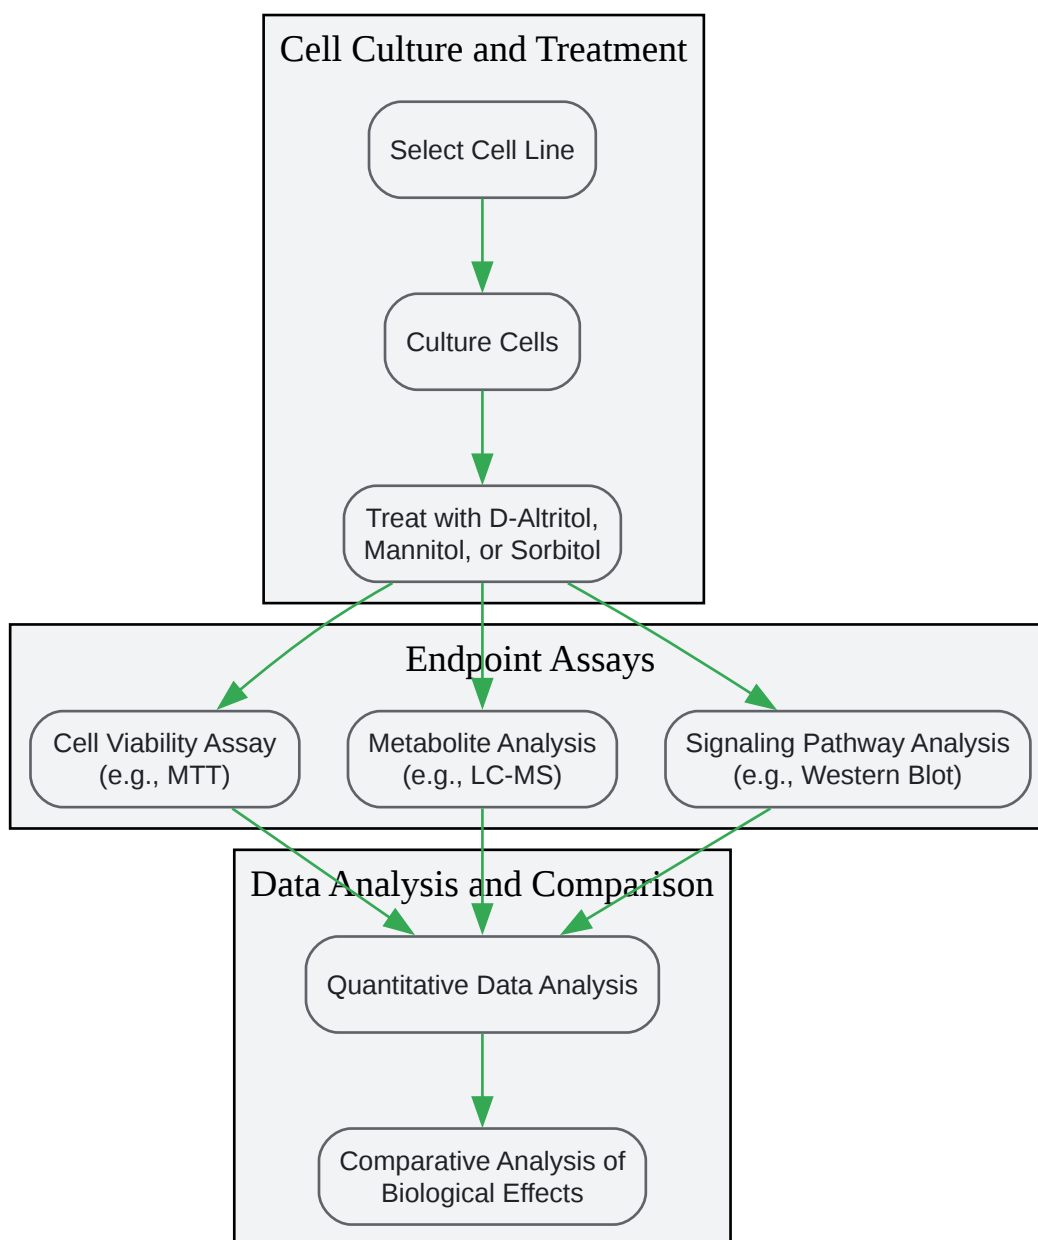 Cell Culture and Treatment
Select Cell Line
Culture Cells
Treat with D-Altritol,
Mannitol, or Sorbitol
Endpoint Assays
Cell Viability Assay
(e.g., MTT)
Metabolite Analysis
(e.g., LC-MS)
Signaling Pathway Analysis
(e.g., Western Blot)
Data Analysis and Comparison
Quantitative Data Analysis
Comparative Analysis of
Biological Effects